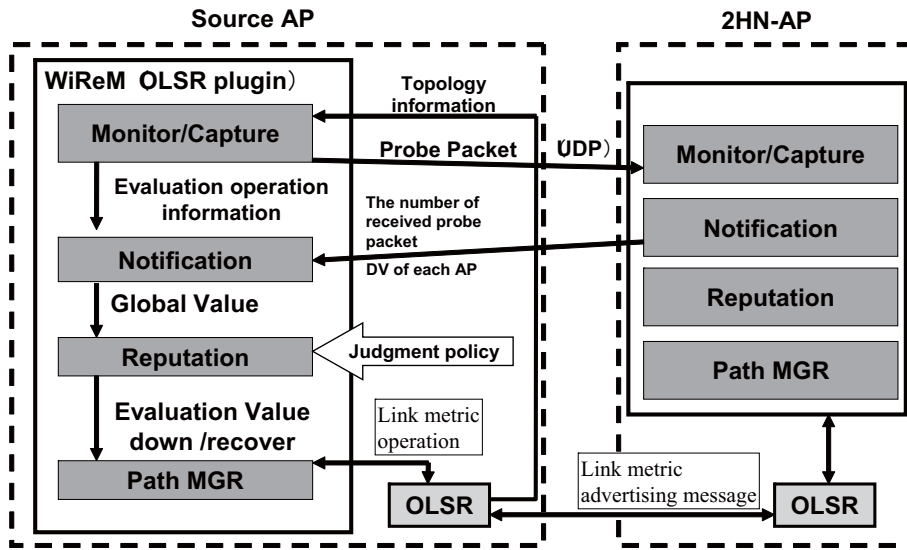 Source AP
2HN-AP
WiReM （OLSR plugin）
Topology
information
Monitor/Capture
Probe Packet （UDP）
Monitor/Capture
Evaluation operation
information
The number of
received probe
packet
Notification
DV of each AP
Notification
Global Value
Reputation
Reputation
Judgment policy
Path MGR
Evaluation Value
down /recover
Link metric
operation
Path MGR
OLSR
Link metric
advertising message
OLSR